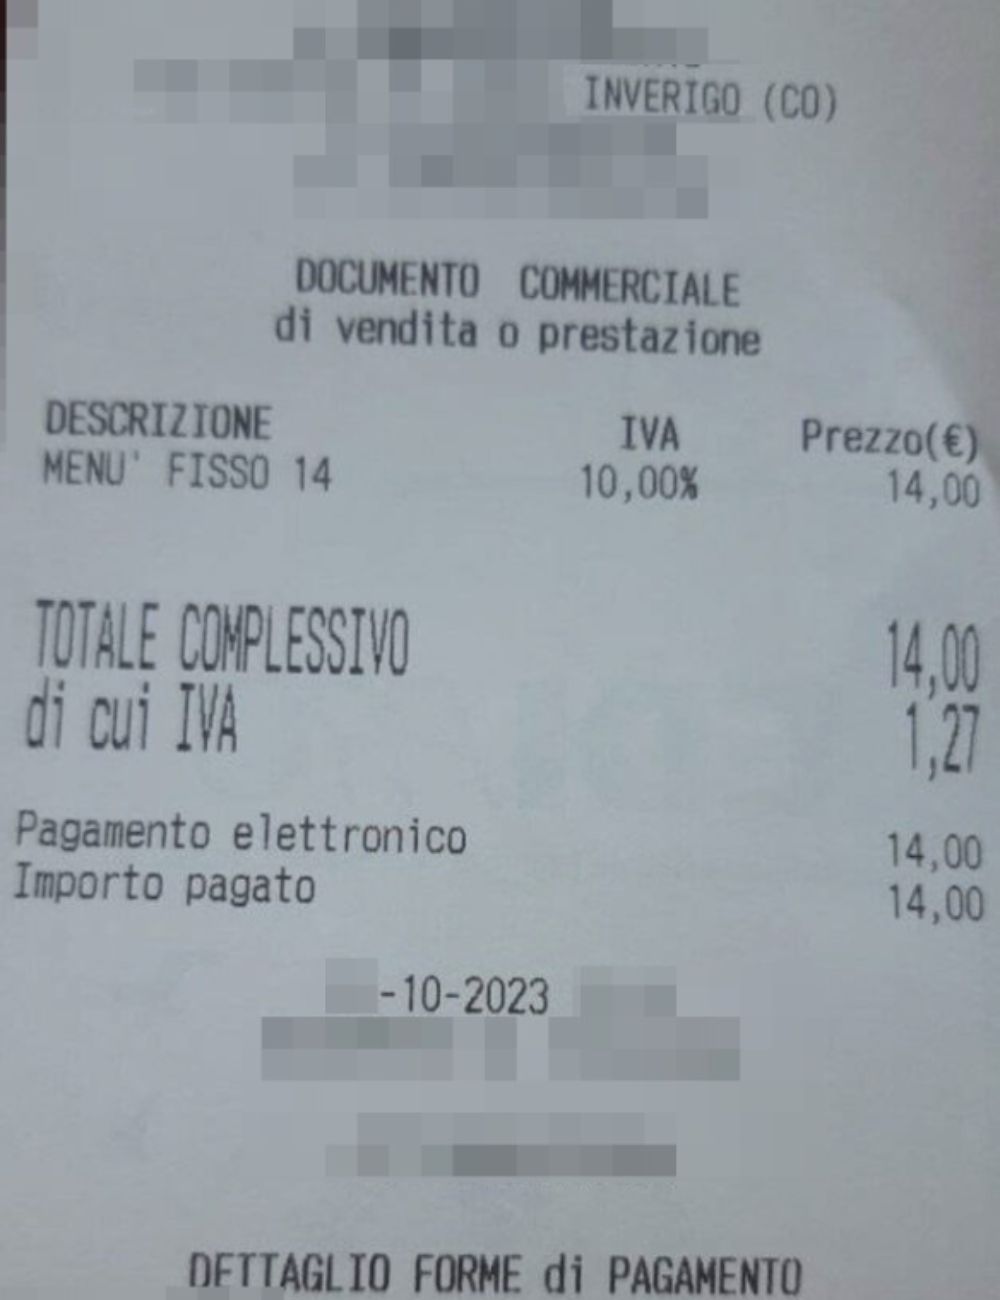 INVERIGO (CO)
DOCUMENTO COMMERCIALE
di vendita o prestazione
DESCRIZIONE IVA Prezzo(€)
MENU' FISSO 14 10,00% 14,00
TOTALE COMPLESSIVO 14,00
di cui IVA 1,27
Pagamento elettronico 14,00
Importo pagato 14,00
-10-2023
DETTAGLIO FORME di PAGAMENTO